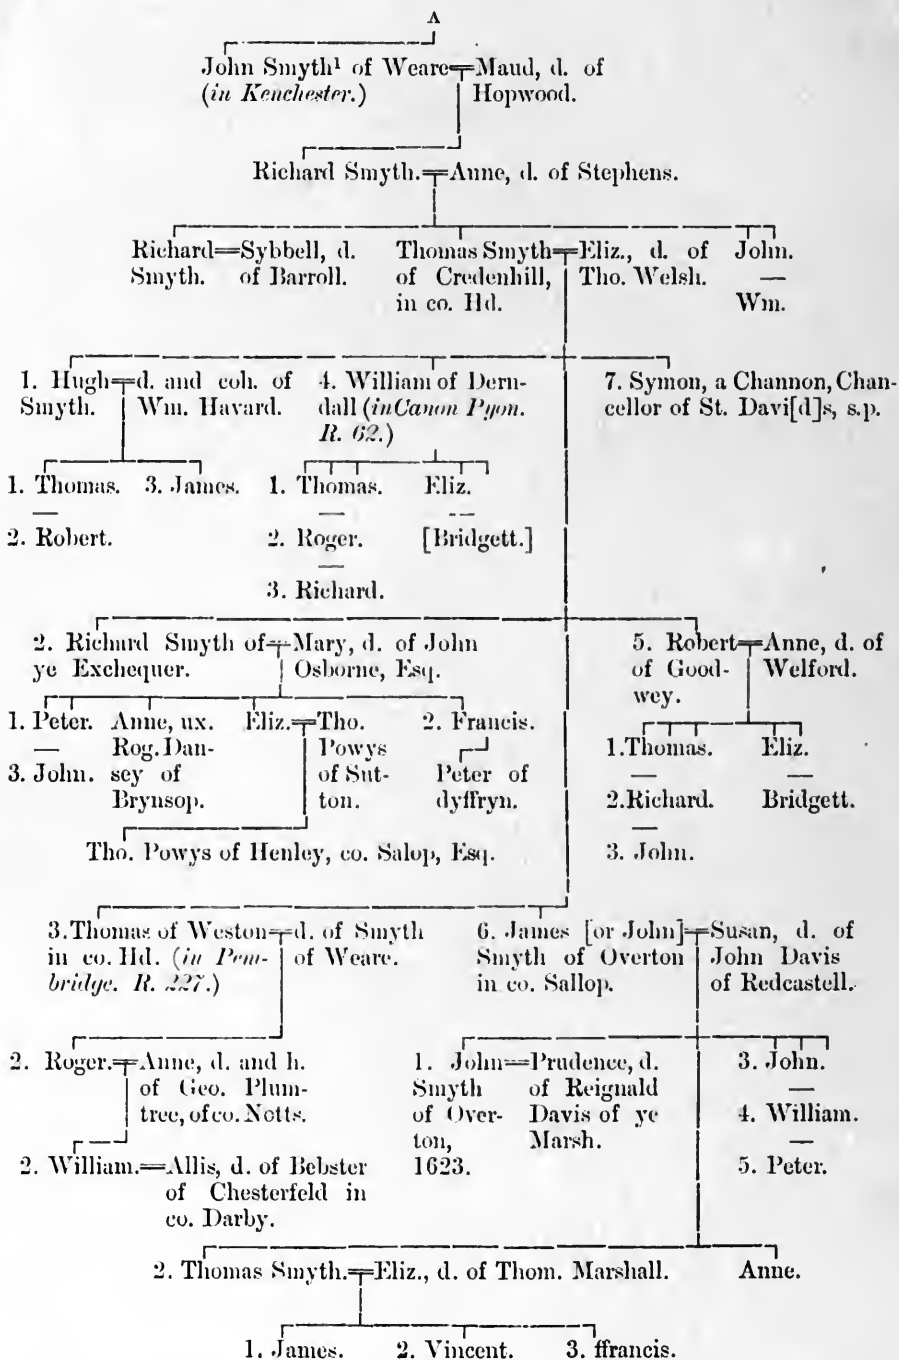 A
John Smyth¹ of Weare Maud, d. of
(in Kenchester.) Hopwood.
Richard Smyth. Anne, d. of Stephens.
Richard Sybbell, d. Thomas Smyth Eliz., d. of John.
Smyth. of Barroll. of Credenhill, Tho. Welsh. —
in co. Hd. Wm.
1. Hugh d. and coh. of 4. William of Dern- 7. Symon, a Channon, Chan-
Smyth. Wm. Havard. dall (in Canon Pyon. cellor of St. Davi[d]s, s.p.
R. 62.)
1. Thomas. 3. James. 1. Thomas. Eliz.
— — --
2. Robert. 2. Roger. [Bridgett.]
—
3. Richard.
2. Richard Smyth of Mary, d. of John 5. Robert Anne, d. of
ye Exchequer. Osborne, Esq. of Good- Welford.
wey.
1. Peter. Anne, ux. Eliz. Tho. 2. Francis. 1. Thomas. Eliz.
— Rog. Dan- Powys — —
3. John. sey of of Sut- Peter of 2. Richard. Bridgett.
Brynsop. ton. dyffryn. —
Tho. Powys of Henley, co. Salop, Esq. 3. John.
3. Thomas of Weston d. of Smyth 6. James [or John] Susan, d. of
in co. Hd. (in Pem- of Weare. Smyth of Overton John Davis
bridge. R. 227.) in co. Sallop. of Redcastell.
2. Roger. Anne, d. and h. 1. John Prudence, d. 3. John.
of Geo. Plum- Smyth of Reignald —
tree, of co. Notts. of Over- Davis of ye 4. William.
ton, Marsh. —
2. William. Allis, d. of Bebster 1623. 5. Peter.
of Chesterfeld in
co. Darby.
2. Thomas Smyth. Eliz., d. of Thom. Marshall. Anne.
1. James. 2. Vincent. 3. ffrancis.